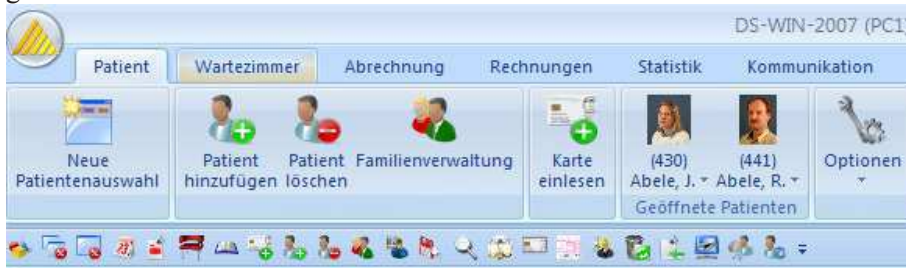 DS-WIN-2007 (PC1)
Patient Wartezimmer Abrechnung Rechnungen Statistik Kommunikation
Neue Patientenauswahl
Patient hinzufügen
Patient löschen
Familienverwaltung
Karte einlesen
(430) Abele, J.
(441) Abele, R.
Optionen
Geöffnete Patienten